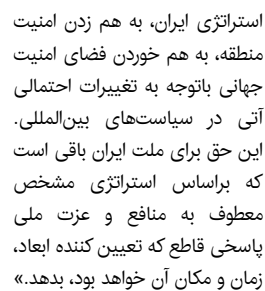 استراتژی ایران، به هم زدن امنیت
منطقه، به هم خوردن فضای امنیت
جهانی باتوجه به تغییرات احتمالی
آتی در سیاست‌های بین‌المللی.
این حق برای ملت ایران باقی است
که براساس استراتژی مشخص
معطوف به منافع و عزت ملی
پاسخی قاطع که تعیین کننده ابعاد،
زمان و مکان آن خواهد بود، بدهد.»